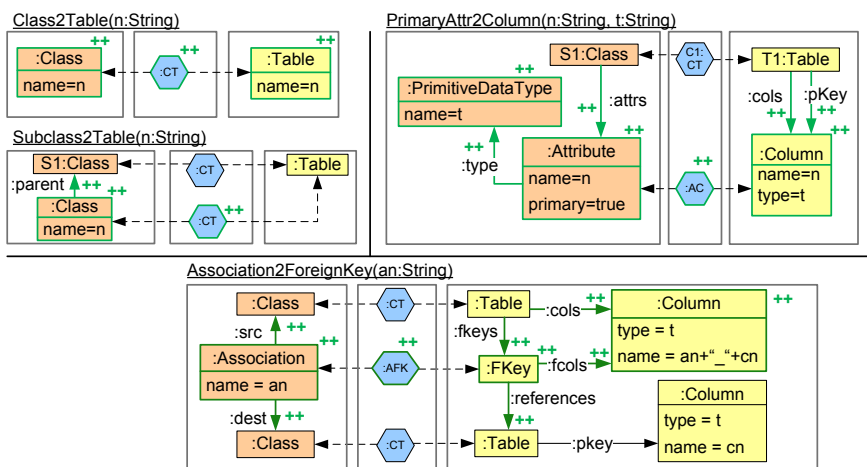 Class2Table(n:String)
++ ++ ++
:Class :CT :Table
name=n name=n
Subclass2Table(n:String)
S1:Class :CT :Table
:parent ++
++
:Class :CT ++
name=n
PrimaryAttr2Column(n:String, t:String)
S1:Class C1: CT T1:Table
++
:PrimitiveDataType
name=t
:attrs ++
:cols ++ :pKey ++
++ ++ ++
:type ++
:Attribute :AC :Column
name=n name=n
primary=true type=t
Association2ForeignKey(an:String)
:Class :CT :Table :cols ++ :Column ++
:src ++ :fkeys ++ type = t
name = an+“_“+cn
++ ++ ++ ++
:Association :AFK :FKey :fcols
name = an
:dest ++ :references ++
:Class :CT :Table :pkey
:Column
type = t
name = cn